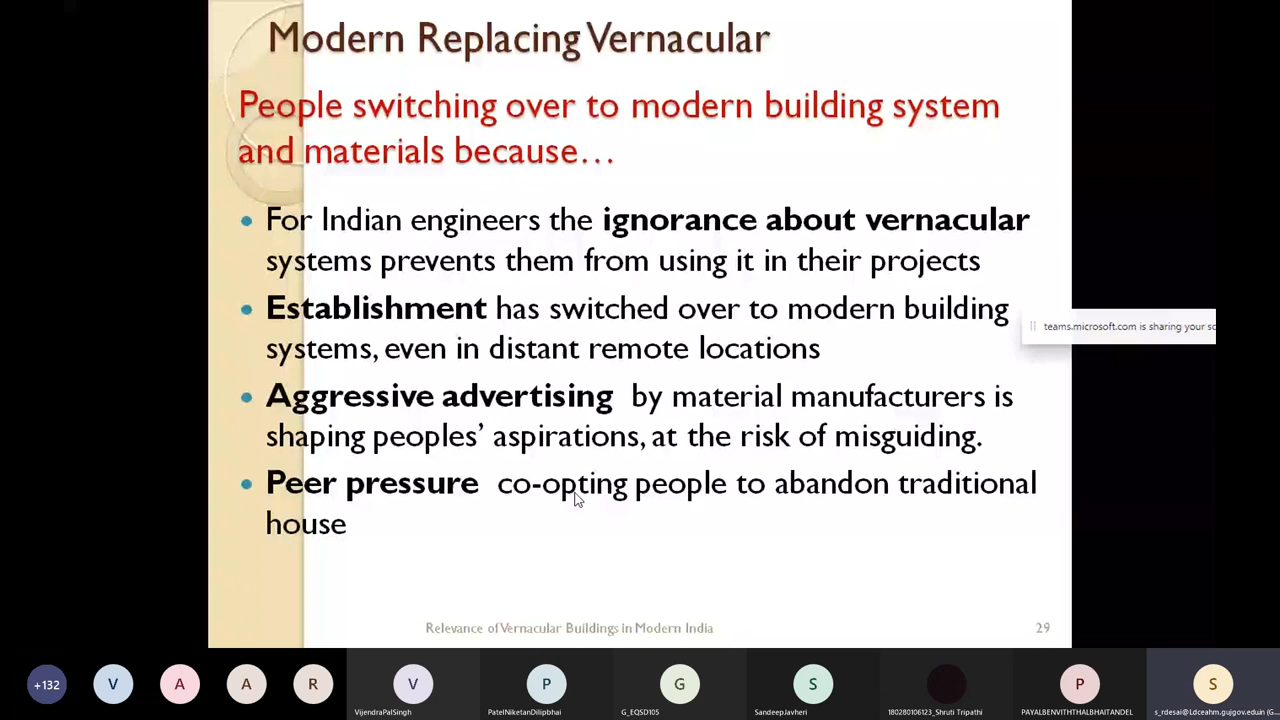 Modern Replacing Vernacular
People switching over to modern building system
and materials because…
For Indian engineers the ignorance about vernacular
systems prevents them from using it in their projects
Establishment has switched over to modern building
systems, even in distant remote locations
teams.microsoft.com is sharing your sc
Aggressive advertising by material manufacturers is
shaping peoples’ aspirations, at the risk of misguiding.
Peer pressure co-opting people to abandon traditional
house
Relevance of Vernacular Buildings in Modern India 29
+132 V A A R V P G S P S
VijendraPalSingh PatelNiketanDilipbhai G_EQSD105 SandeepJavheri 180280106123_Shruti Tripathi PAYALBENVITHTHALBHAITANDEL s_rdesai@Ldceahm.gujgov.eduin (G...